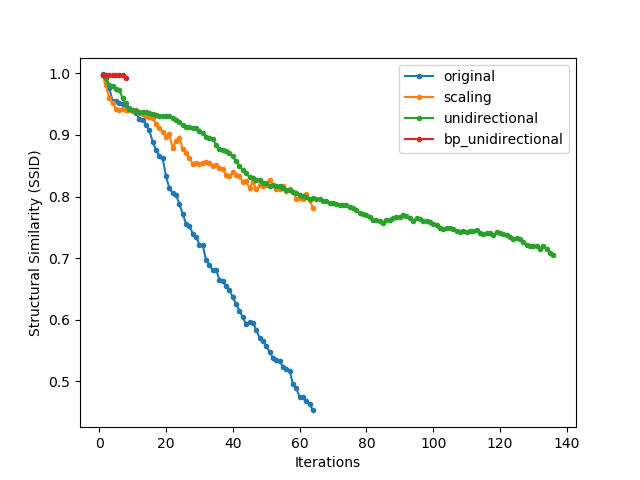 1.0
0.9
0.8
0.7
0.6
0.5
Structural Similarity (SSID)
original
scaling
unidirectional
bp_unidirectional
0 20 40 60 80 100 120 140
Iterations